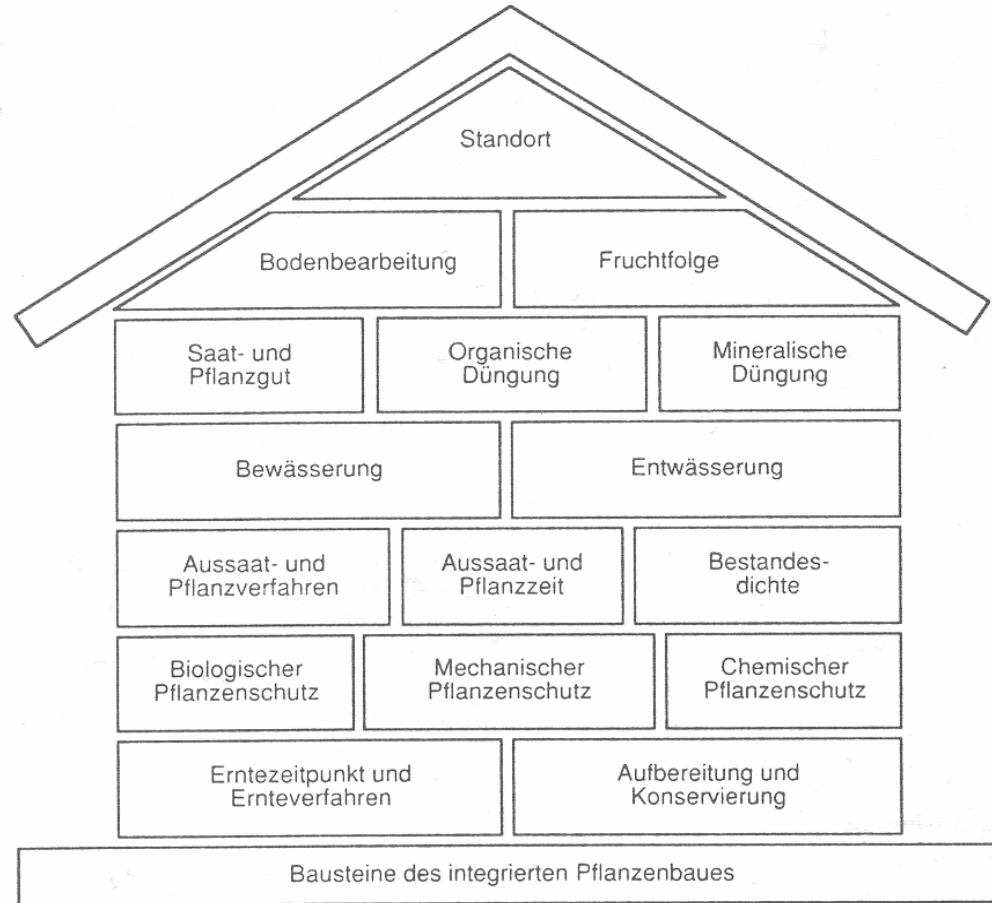 Standort
Bodenbearbeitung
Fruchtfolge
Saat- und
Pflanzgut
Organische
Düngung
Mineralische
Düngung
Bewässerung
Entwässerung
Aussaat- und
Pflanzverfahren
Aussaat- und
Pflanzzeit
Bestandes-
dichte
Biologischer
Pflanzenschutz
Mechanischer
Pflanzenschutz
Chemischer
Pflanzenschutz
Erntezeitpunkt und
Ernteverfahren
Aufbereitung und
Konservierung
Bausteine des integrierten Pflanzenbaues